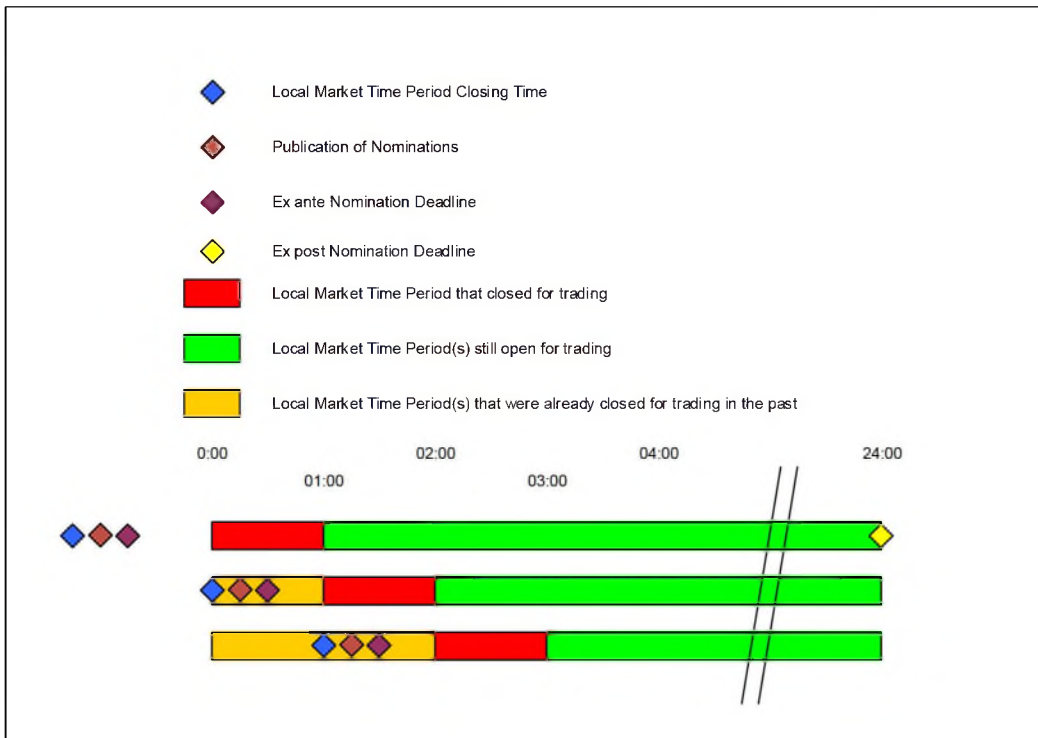 Local Market Time Period Closing Time
Publication of Nominations
Ex ante Nomination Deadline
Ex post Nomination Deadline
Local Market Time Period that closed for trading
Local Market Time Period(s) still open for trading
Local Market Time Period(s) that were already closed for trading in the past
0:00 02:00 04:00 24:00
01:00 03:00